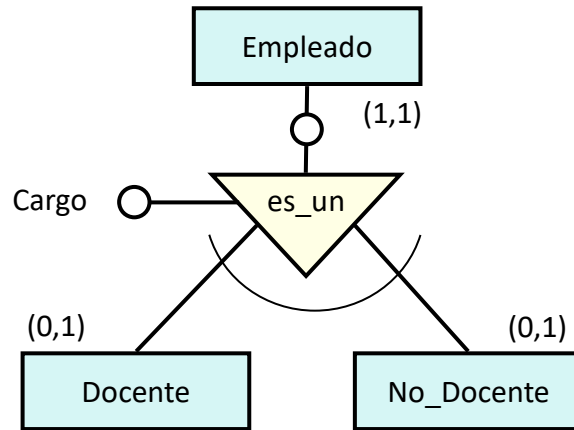 Empleado
(1,1)
Cargo
es_un
(0,1)
(0,1)
Docente
No_Docente